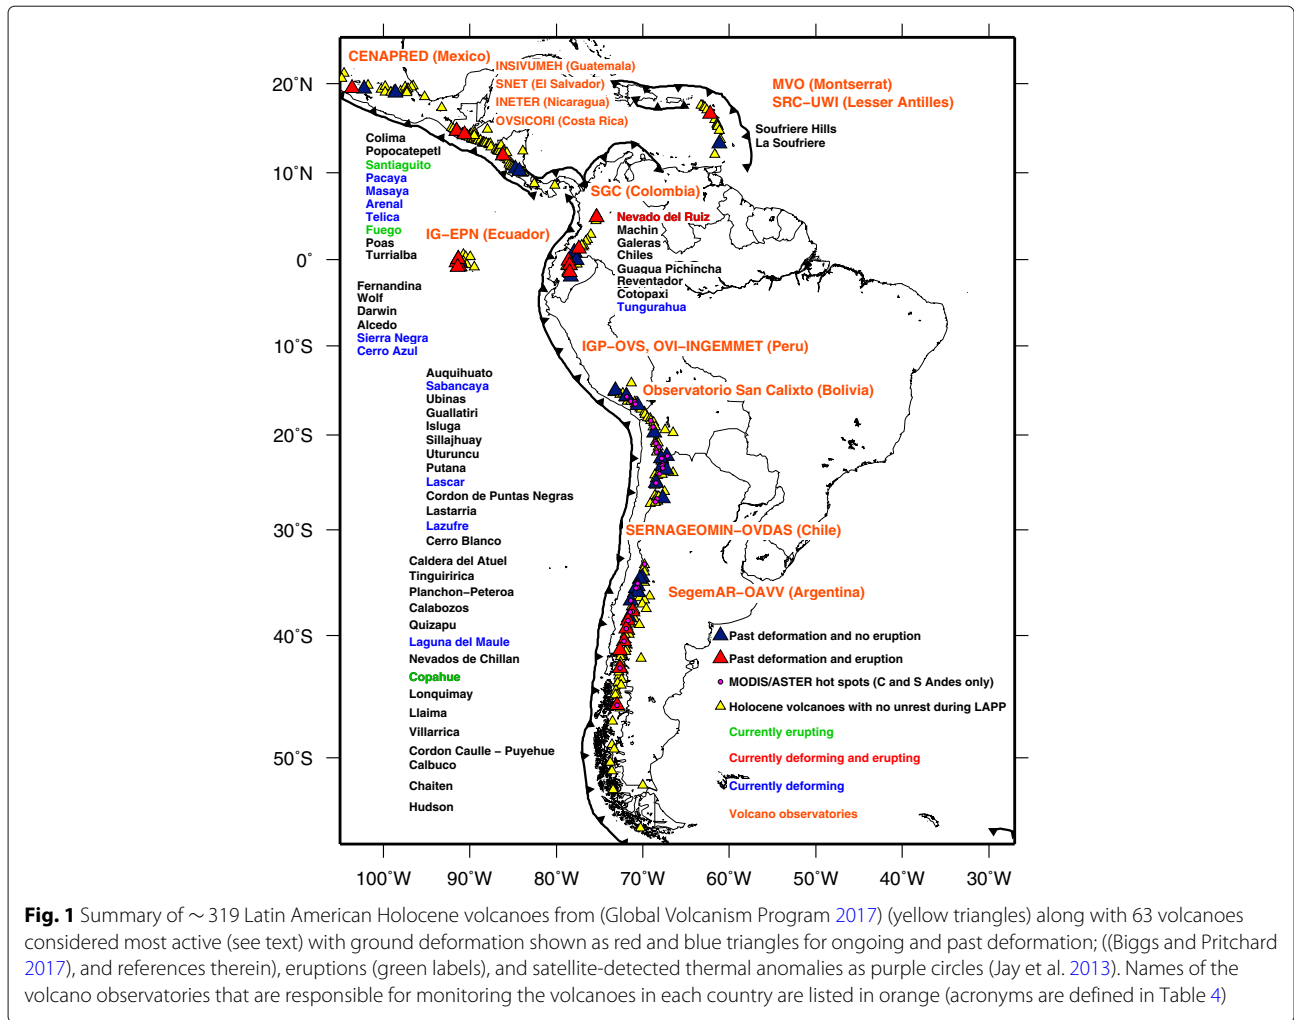 CENAPRED (Mexico)
INSIVUMEH (Guatemala)
SNET (El Salvador)
INETER (Nicaragua)
OVSICORI (Costa Rica)
MVO (Montserrat)
SRC-UWI (Lesser Antilles)
Soufriere Hills
La Soufriere
20˚N
10˚N
0˚
10˚S
20˚S
30˚S
40˚S
50˚S
Colima
Popocatepetl
Santiaguito
Pacaya
Masaya
Arenal
Telica
Fuego
Poas
Turrialba
IG-EPN (Ecuador)
Fernandina
Wolf
Darwin
Alcedo
Sierra Negra
Cerro Azul
SGC (Colombia)
Nevado del Ruiz
Machin
Galeras
Chiles
Guaqua Pichincha
Reventador
Cotopaxi
Tungurahua
IGP-OVS, OVI-INGEMMET (Peru)
Observatorio San Calixto (Bolivia)
Auquihuato
Sabancaya
Ubinas
Guallatiri
Isluga
Sillajhuay
Uturuncu
Putana
Lascar
Cordon de Puntas Negras
Lastarria
Lazufre
Cerro Blanco
SERNAGEOMIN-OVDAS (Chile)
SegemAR-OAVV (Argentina)
Caldera del Atuel
Tinguiririca
Planchon-Peteroa
Calabozos
Quizapu
Laguna del Maule
Nevados de Chillan
Copahue
Lonquimay
Llaima
Villarrica
Cordon Caulle - Puyehue
Calbuco
Chaiten
Hudson
Past deformation and no eruption
Past deformation and eruption
MODIS/ASTER hot spots (C and S Andes only)
Holocene volcanoes with no unrest during LAPP
Currently erupting
Currently deforming and erupting
Currently deforming
Volcano observatories
100˚W 90˚W 80˚W 70˚W 60˚W 50˚W 40˚W 30˚W
Fig. 1 Summary of ∼ 319 Latin American Holocene volcanoes from (Global Volcanism Program 2017) (yellow triangles) along with 63 volcanoes
considered most active (see text) with ground deformation shown as red and blue triangles for ongoing and past deformation; ((Biggs and Pritchard
2017), and references therein), eruptions (green labels), and satellite-detected thermal anomalies as purple circles (Jay et al. 2013). Names of the
volcano observatories that are responsible for monitoring the volcanoes in each country are listed in orange (acronyms are defined in Table 4)